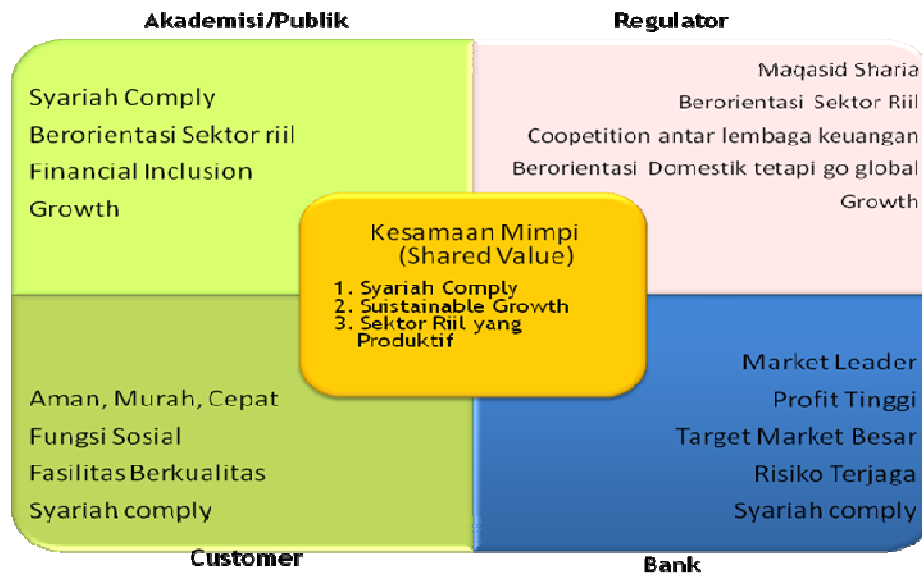 Akademisi/Publik
Syariah Comply
Berorientasi Sektor riil
Financial Inclusion
Growth
Regulator
Maqasid Sharia
Berorientasi Sektor Riil
Coopetition antar lembaga keuangan
Berorientasi Domestik tetapi go global
Growth
Kesamaan Mimpi
(Shared Value)
1. Syariah Comply
2. Suistainable Growth
3. Sektor Riil yang
Produktif
Aman, Murah, Cepat
Fungsi Sosial
Fasilitas Berkualitas
Syariah comply
Customer
Market Leader
Profit Tinggi
Target Market Besar
Risiko Terjaga
Syariah comply
Bank